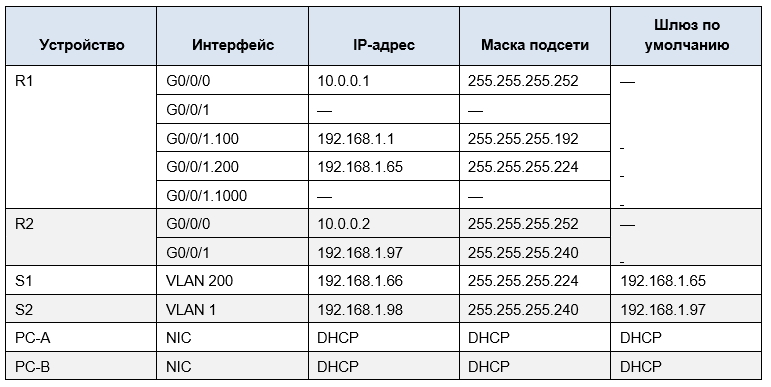 Устройство Интерфейс IP-адрес Маска подсети Шлюз по умолчанию
R1 G0/0/0 10.0.0.1 255.255.255.252 —
G0/0/1 — —
G0/0/1.100 192.168.1.1 255.255.255.192 _
G0/0/1.200 192.168.1.65 255.255.255.224 _
G0/0/1.1000 — — _
R2 G0/0/0 10.0.0.2 255.255.255.252 —
G0/0/1 192.168.1.97 255.255.255.240 _
S1 VLAN 200 192.168.1.66 255.255.255.224 192.168.1.65
S2 VLAN 1 192.168.1.98 255.255.255.240 192.168.1.97
PC-A NIC DHCP DHCP DHCP
PC-B NIC DHCP DHCP DHCP